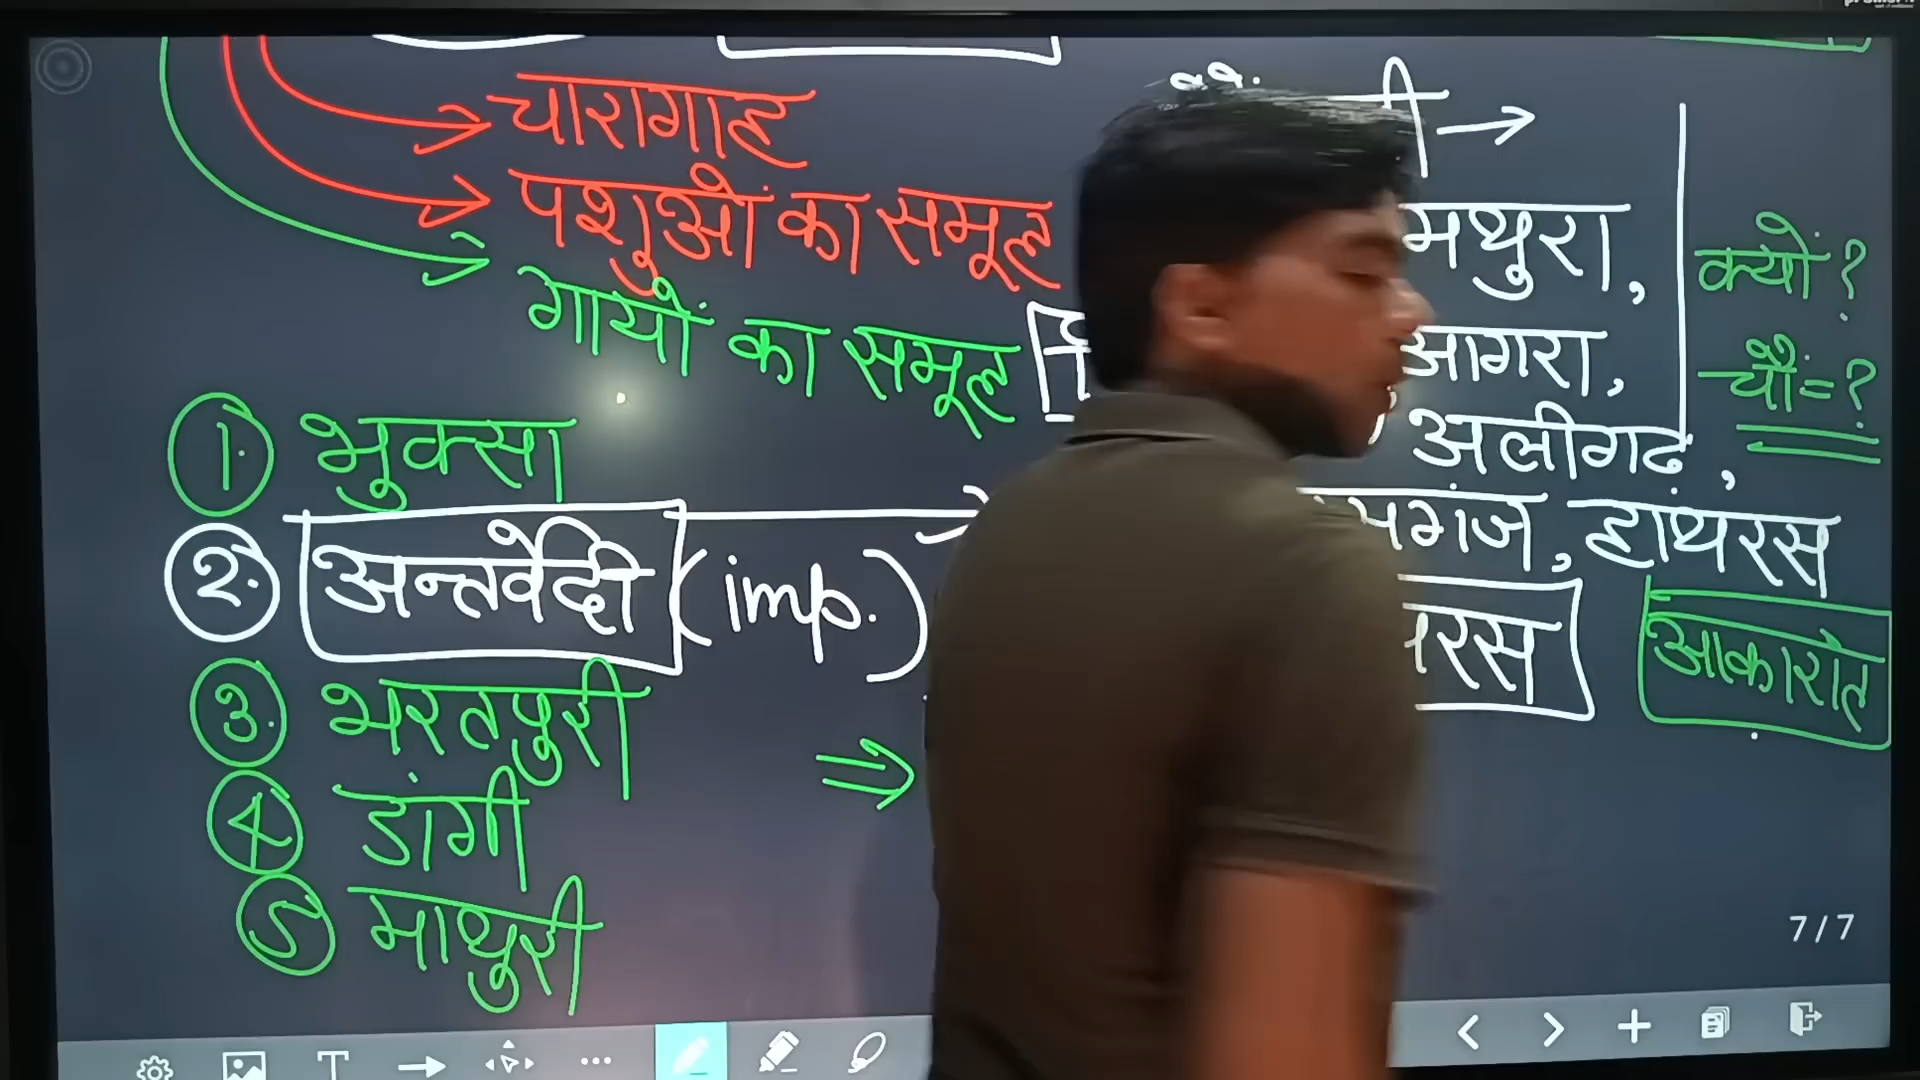 चारागाह
पशुओं का समूह
गायों का समूह
→
मथुरा,
आगरा,
अलीगढ,
हाथरस
क्यों?
चौं=?
आकारांत
① भुक्सा
② अन्तर्वेदी (imp.)
③ भरतपुरी
④ डांगी
⑤ माथुरी
⇒
7/7